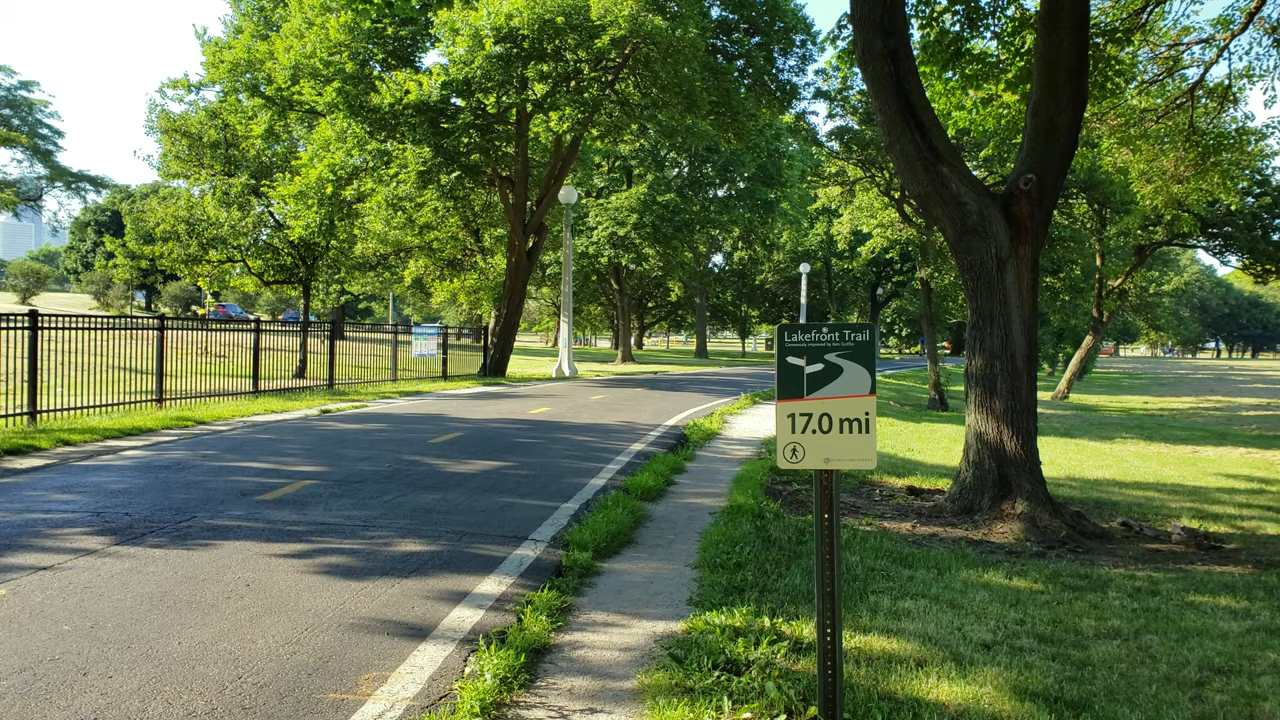 Lakefront Trail
Generously improved by Ken Griffin
17.0 mi